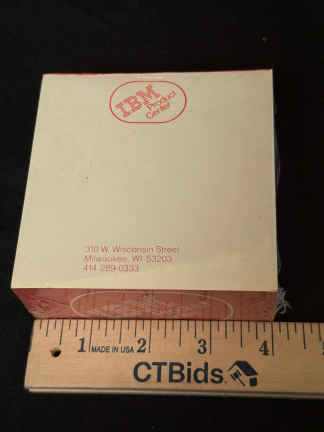 IBM
Product
Center
310 W. Wisconsin Street
Milwaukee, WI 53203
414 289-0333
1 MADE IN USA 2 3 4
CTBids.